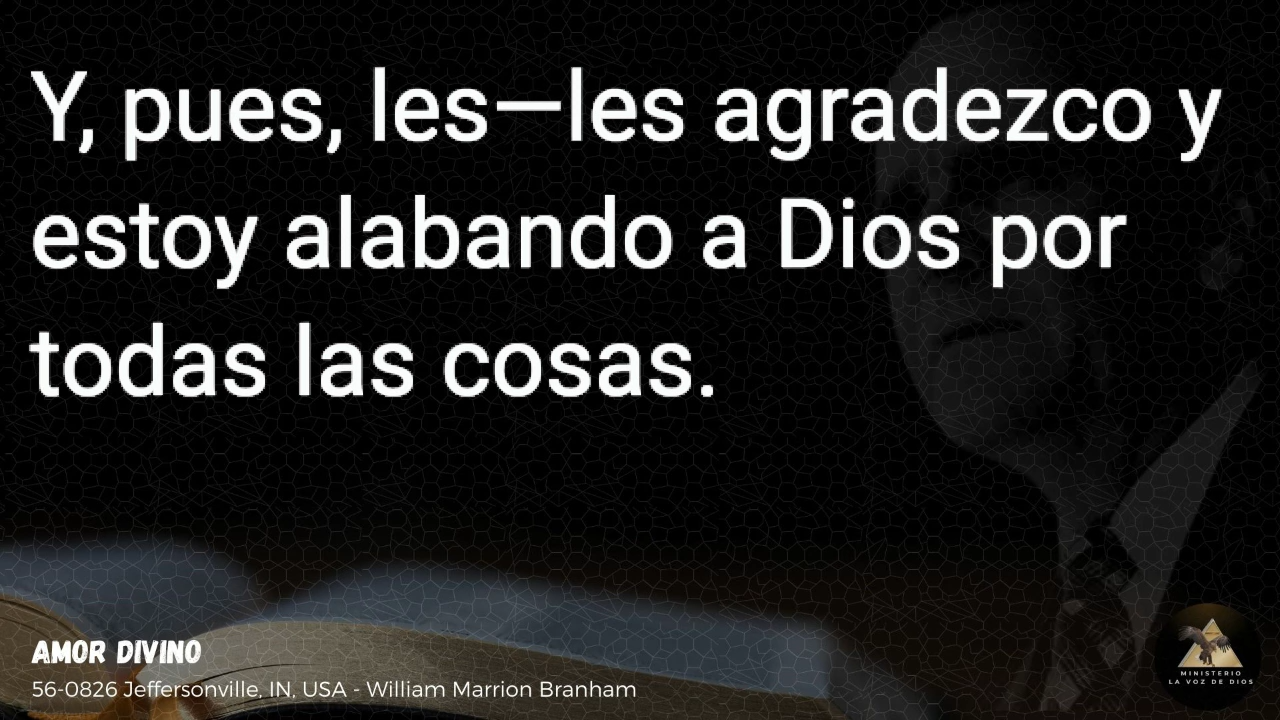 Y, pues, les—les agradezco y
estoy alabando a Dios por
todas las cosas.
AMOR DIVINO
56-0826 Jeffersonville, IN, USA - William Marrion Branham
MINISTERIO
LA VOZ DE DIOS